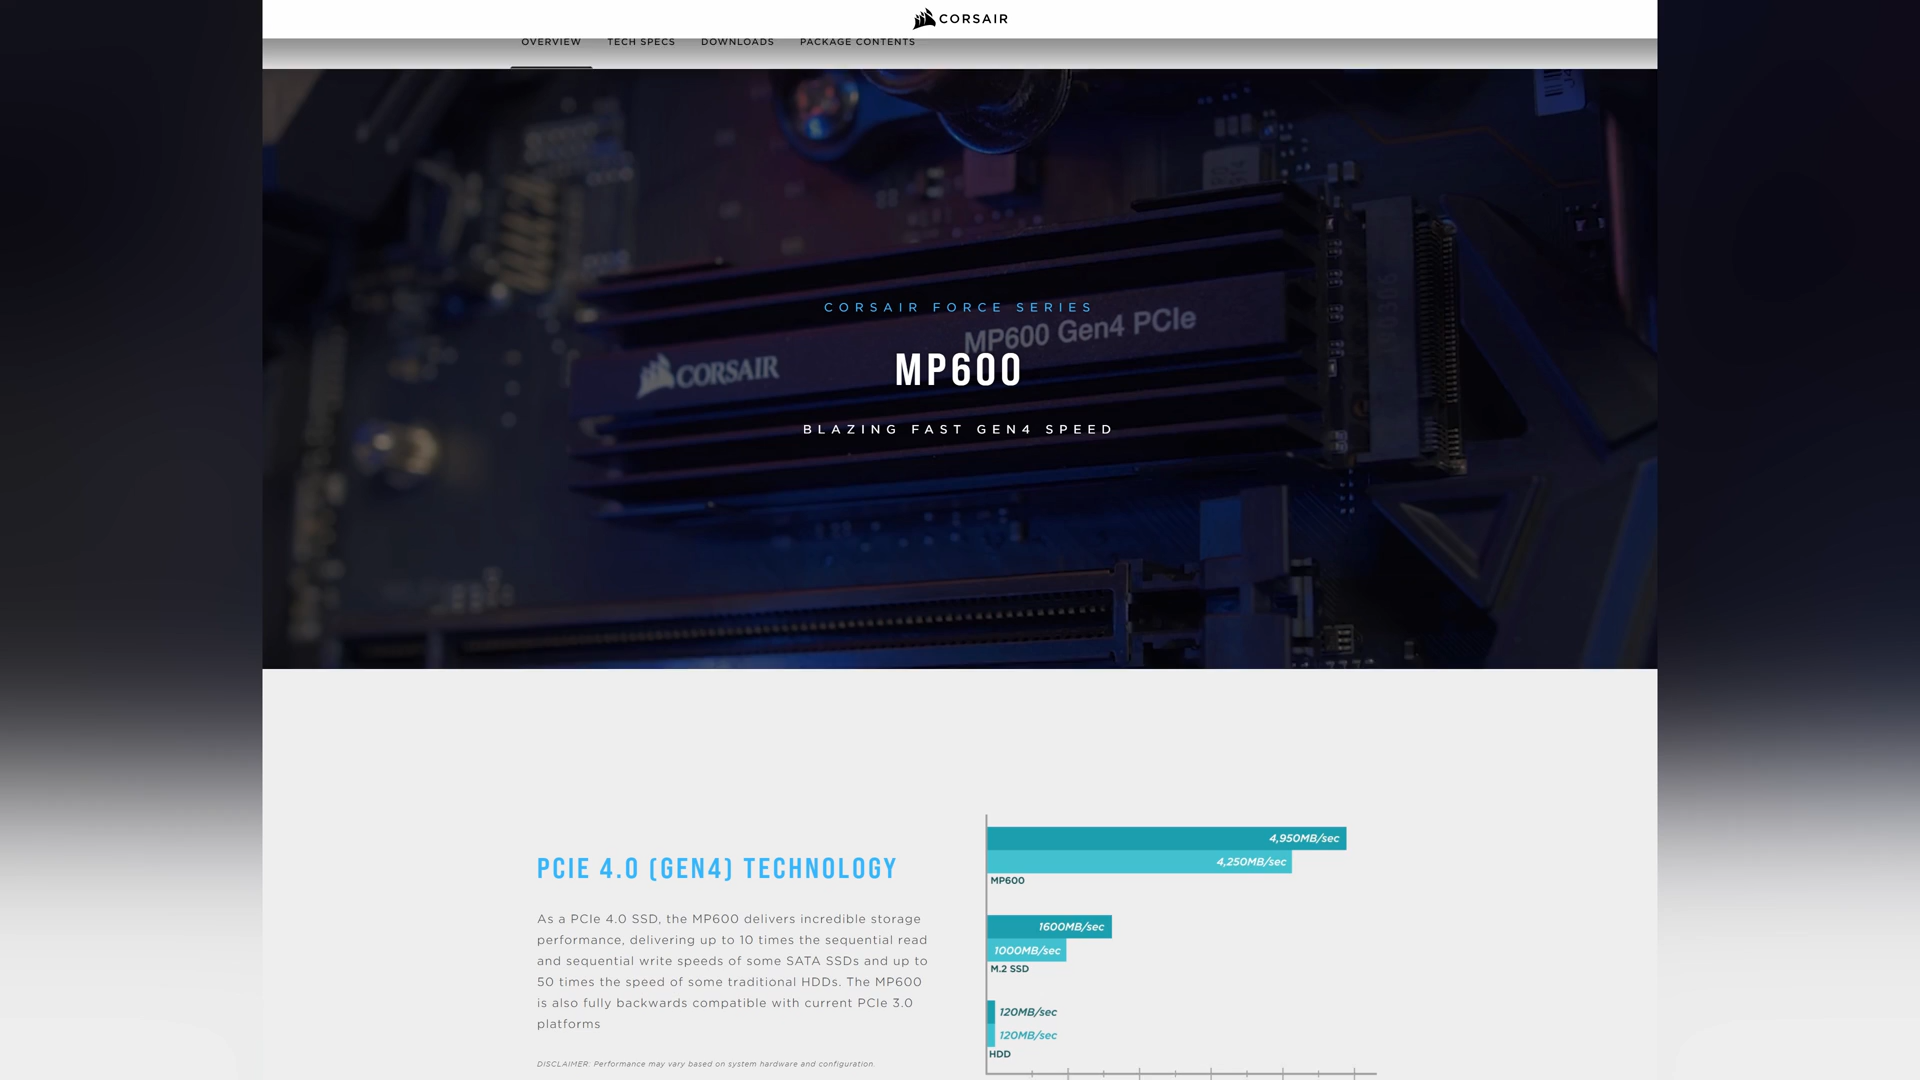 CORSAIR
OVERVIEW TECH SPECS DOWNLOADS PACKAGE CONTENTS
CORSAIR FORCE SERIES
MP600 Gen4 PCIe
CORSAIR
MP600
BLAZING FAST GEN4 SPEED
PCIE 4.0 (GEN4) TECHNOLOGY
As a PCIe 4.0 SSD, the MP600 delivers incredible storage
performance, delivering up to 10 times the sequential read
and sequential write speeds of some SATA SSDs and up to
50 times the speed of some traditional HDDs. The MP600
is also fully backwards compatible with current PCIe 3.0
platforms
DISCLAIMER: Performance may vary based on system hardware and configuration.
4,950MB/sec
4,250MB/sec
MP600
1600MB/sec
1000MB/sec
M.2 SSD
120MB/sec
120MB/sec
HDD